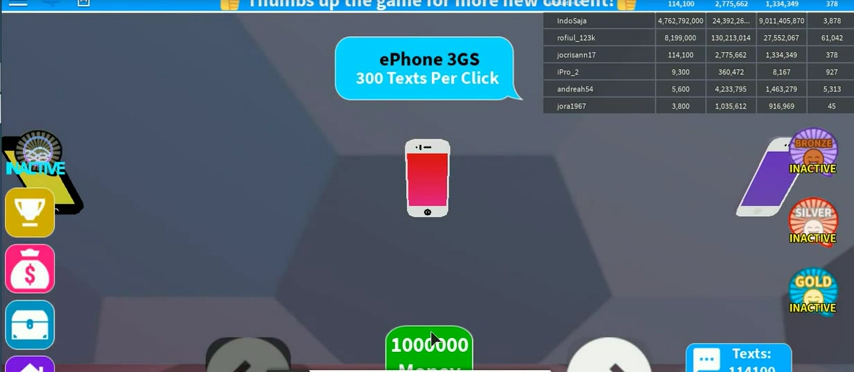 Thumbs up the game for more new content!
114,100 2,775,662 1,334,349 378
IndoSaja 4,762,792,000 24,392,26... 9,011,405,870 3,878
rofiul_123k 8,199,000 130,213,014 27,552,067 61,042
jocrisann17 114,100 2,775,662 1,334,349 378
iPro_2 9,300 360,472 8,167 927
andreah54 5,600 4,233,795 1,463,279 5,313
jora1967 3,800 1,035,612 916,969 45
ePhone 3GS
300 Texts Per Click
INACTIVE
BRONZE
INACTIVE
SILVER
INACTIVE
GOLD
INACTIVE
1000000
Money
Texts:
114100